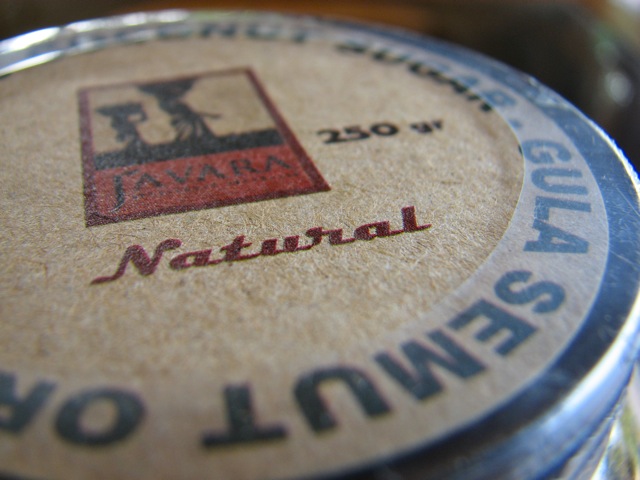 SUGAR · GULA SEMUT OR
JAVARA
250 gr
Natural